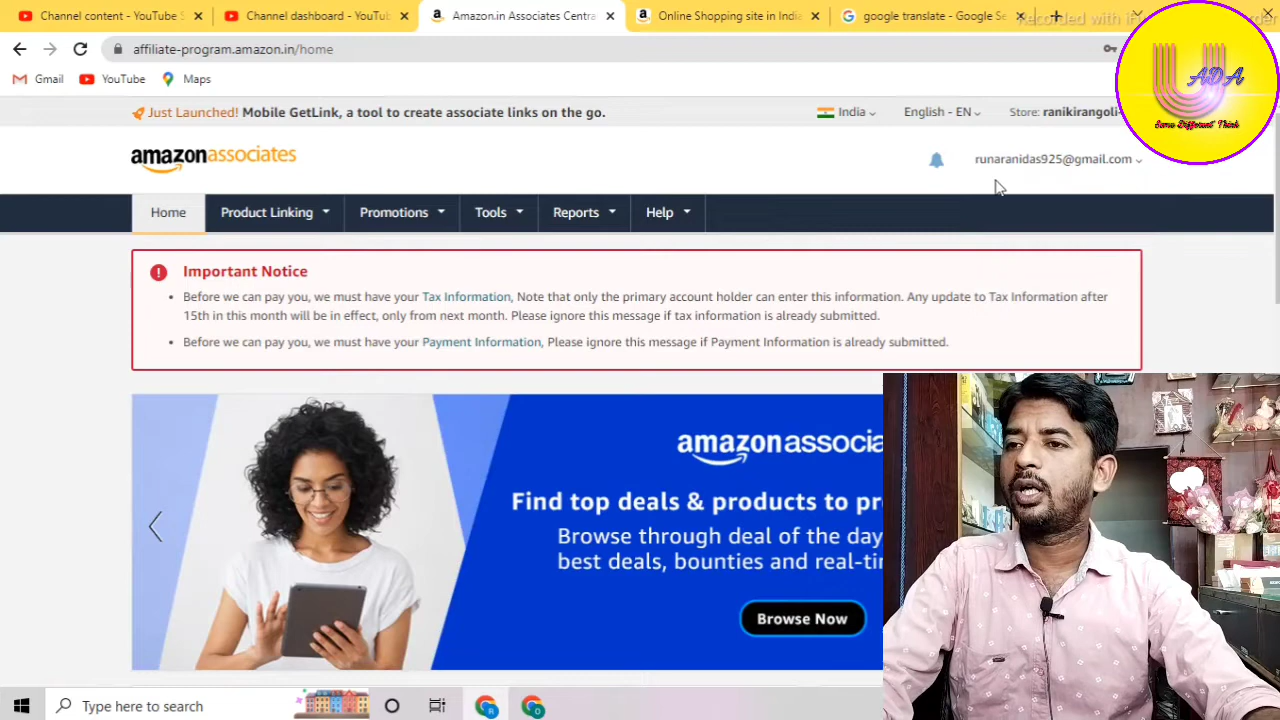 Channel content - YouTube S
Channel dashboard - YouTub
Amazon.in Associates Centra
Online Shopping site in India
google translate - Google Se
Recorded with
affiliate-program.amazon.in/home
Gmail
YouTube
Maps
U
ADA
Some Different Think
Just Launched! Mobile GetLink, a tool to create associate links on the go.
India
English - EN
Store: ranikirangoli-
amazonassociates
runaranidas925@gmail.com
Home
Product Linking
Promotions
Tools
Reports
Help
Important Notice
Before we can pay you, we must have your Tax Information, Note that only the primary account holder can enter this information. Any update to Tax Information after
15th in this month will be in effect, only from next month. Please ignore this message if tax information is already submitted.
Before we can pay you, we must have your Payment Information, Please ignore this message if Payment Information is already submitted.
amazonassocia
Find top deals & products to pr
Browse through deal of the day
best deals, bounties and real-ti
Browse Now
Type here to search